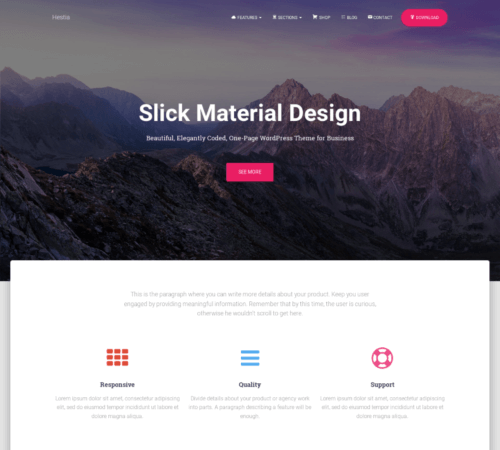 Hestia
FEATURES SECTIONS SHOP BLOG CONTACT DOWNLOAD
Slick Material Design
Beautiful, Elegantly Coded, One-Page WordPress Theme for Business
SEE MORE
This is the paragraph where you can write more details about your product. Keep you user
engaged by providing meaningful information. Remember that by this time, the user is curious,
otherwise he wouldn't scroll to get here.
Responsive
Lorem ipsum dolor sit amet, consectetur adipiscing
elit, sed do eiusmod tempor incididunt ut labore et
dolore magna aliqua.
Quality
Divide details about your product or agency work
into parts. A paragraph describing a feature will be
enough.
Support
Lorem ipsum dolor sit amet, consectetur adipiscing
elit, sed do eiusmod tempor incididunt ut labore et
dolore magna aliqua.